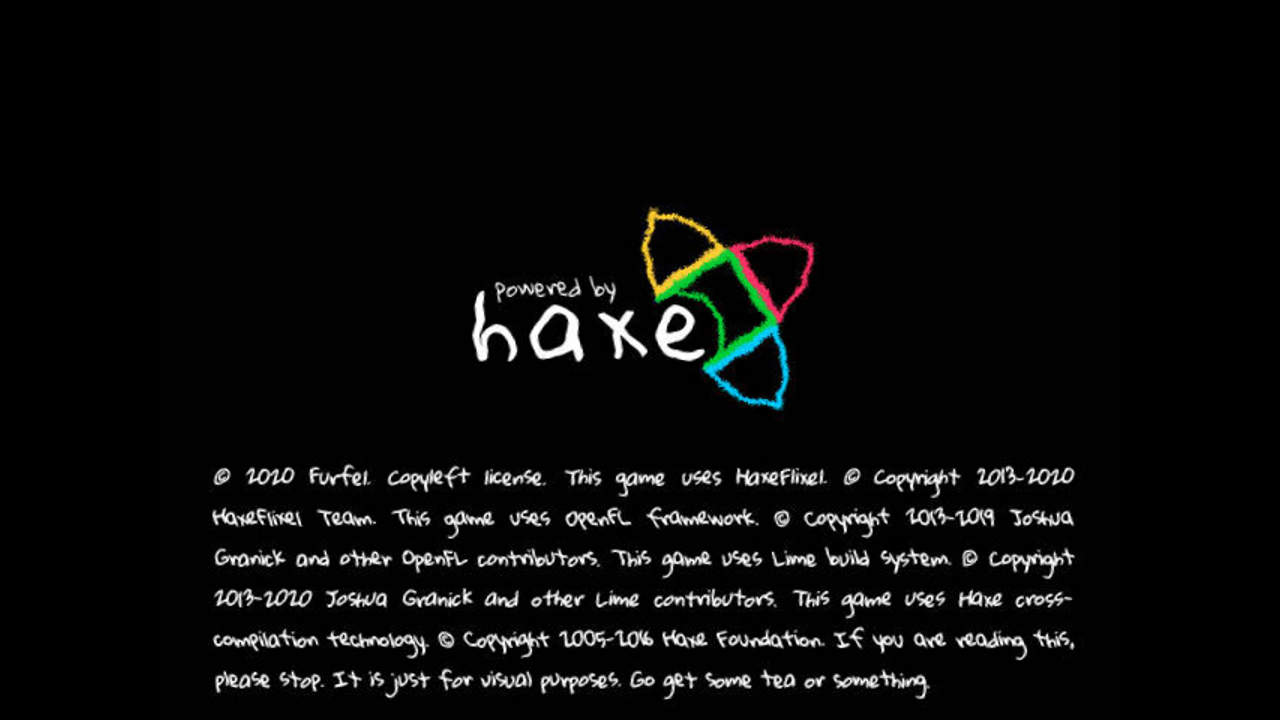 powered by
haxe
© 2020 Furfel. Copyleft license. This game uses HaxeFlixel. © Copyright 2013-2020
HaxeFlixel Team. This game uses OpenFL framework. © Copyright 2013-2019 Joshua
Granick and other OpenFL contributors. This game uses Lime build system. © Copyright
2013-2020 Joshua Granick and other Lime contributors. This game uses Haxe cross-
compilation technology. © Copyright 2005-2016 Haxe Foundation. If you are reading this,
please stop. It is just for visual purposes. Go get some tea or something.